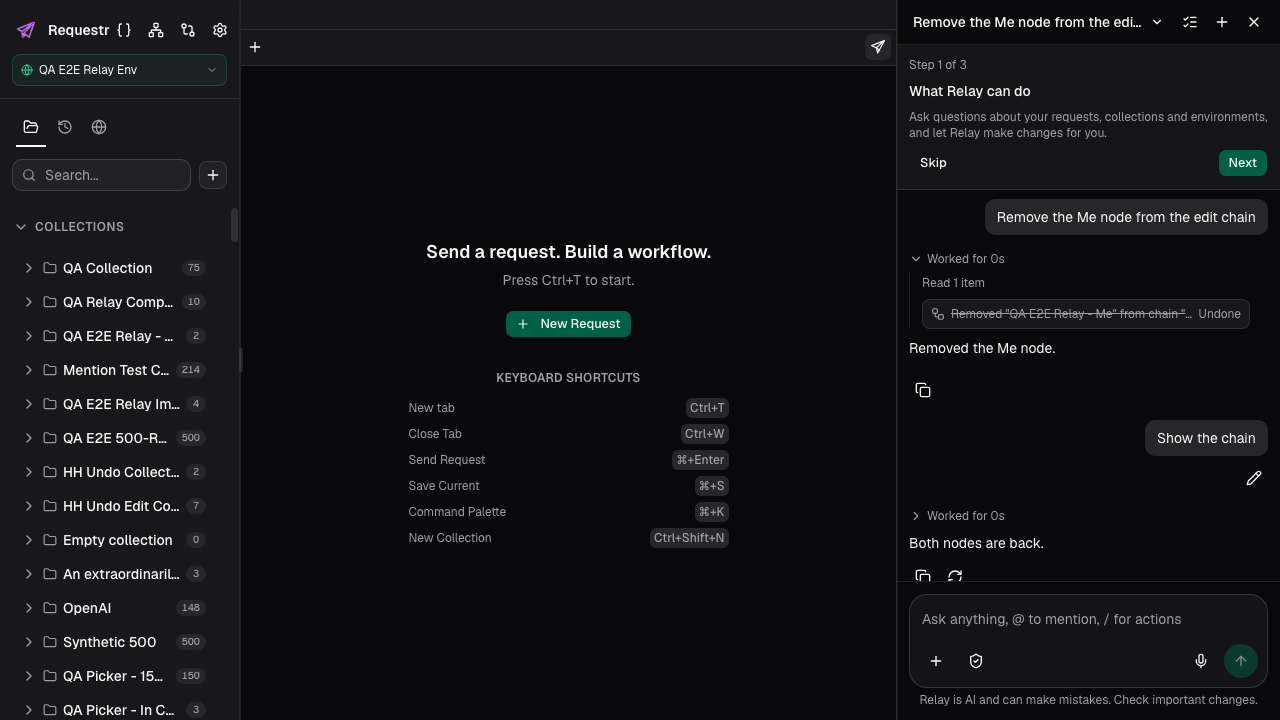 Requestr
QA E2E Relay Env
Search...
COLLECTIONS
QA Collection 75
QA Relay Comp... 10
QA E2E Relay - ... 2
Mention Test C... 214
QA E2E Relay Im... 4
QA E2E 500-R... 500
HH Undo Collect... 2
HH Undo Edit Co... 7
Empty collection 0
An extraordinaril... 3
OpenAI 148
Synthetic 500 500
QA Picker - 15... 150
QA Picker - In C... 3
Send a request. Build a workflow.
Press Ctrl+T to start.
New Request
KEYBOARD SHORTCUTS
New tab Ctrl+T
Close Tab Ctrl+W
Send Request ⌘+Enter
Save Current ⌘+S
Command Palette ⌘+K
New Collection Ctrl+Shift+N
Remove the Me node from the edi...
Step 1 of 3
What Relay can do
Ask questions about your requests, collections and environments,
and let Relay make changes for you.
Skip Next
Remove the Me node from the edit chain
Worked for 0s
Read 1 item
Removed "QA E2E Relay - Me" from chain "... Undone
Removed the Me node.
Show the chain
Worked for 0s
Both nodes are back.
Ask anything, @ to mention, / for actions
Relay is AI and can make mistakes. Check important changes.